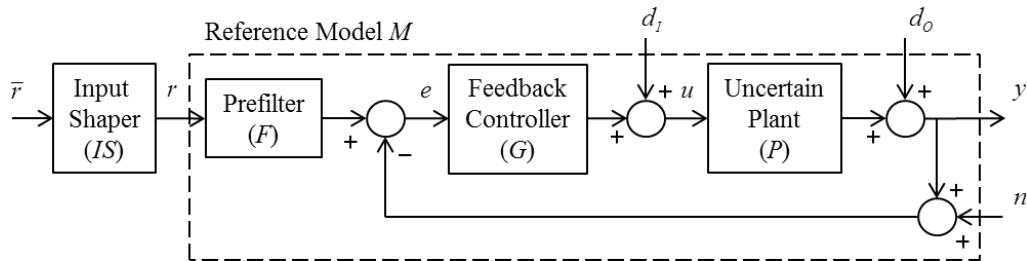 Reference Model M
d_I
d_O
r̅
Input
Shaper
(IS)
r
Prefilter
(F)
e
Feedback
Controller
(G)
u
Uncertain
Plant
(P)
y
n
+
−
+
+
+
+
+
+